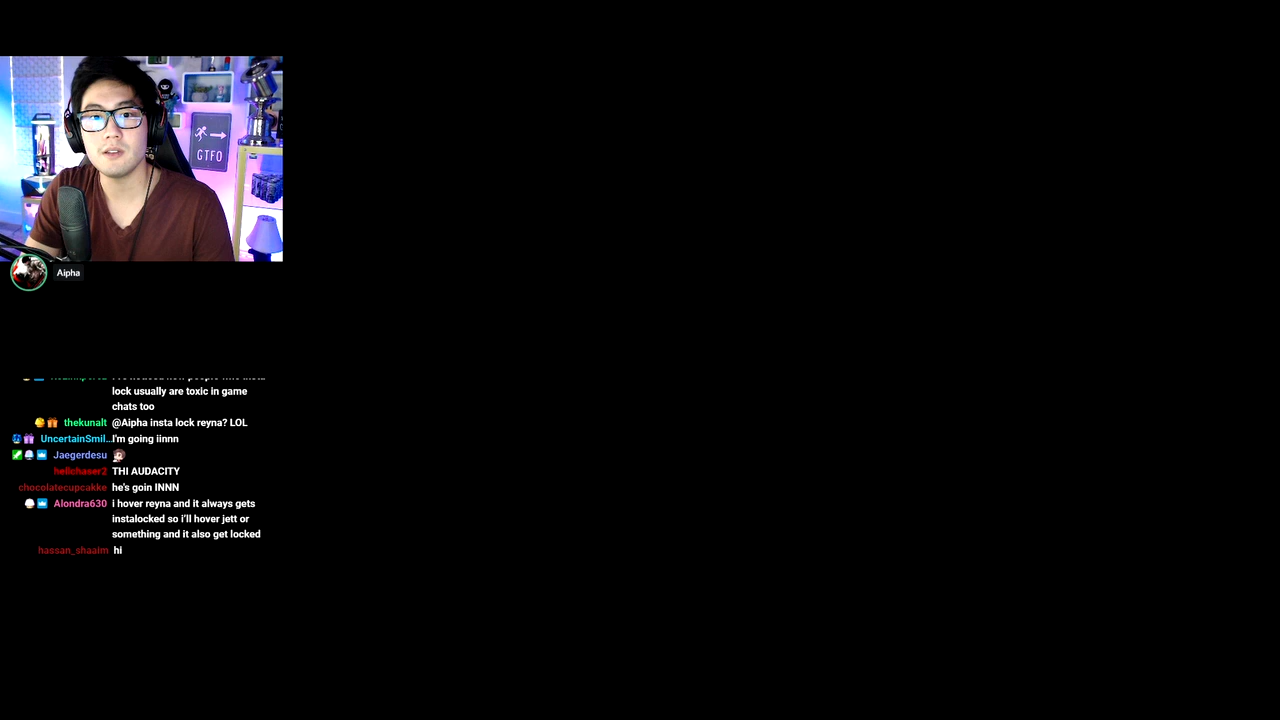 GTFO
Aipha
lock usually are toxic in game
chats too
thekunalt @Aipha insta lock reyna? LOL
UncertainSmil... I'm going iinnn
Jaegerdesu
hellchaser2 THI AUDACITY
chocolatecupcakke he's goin INNN
Alondra630 i hover reyna and it always gets
instalocked so i'll hover jett or
something and it also get locked
hassan_shaaim hi